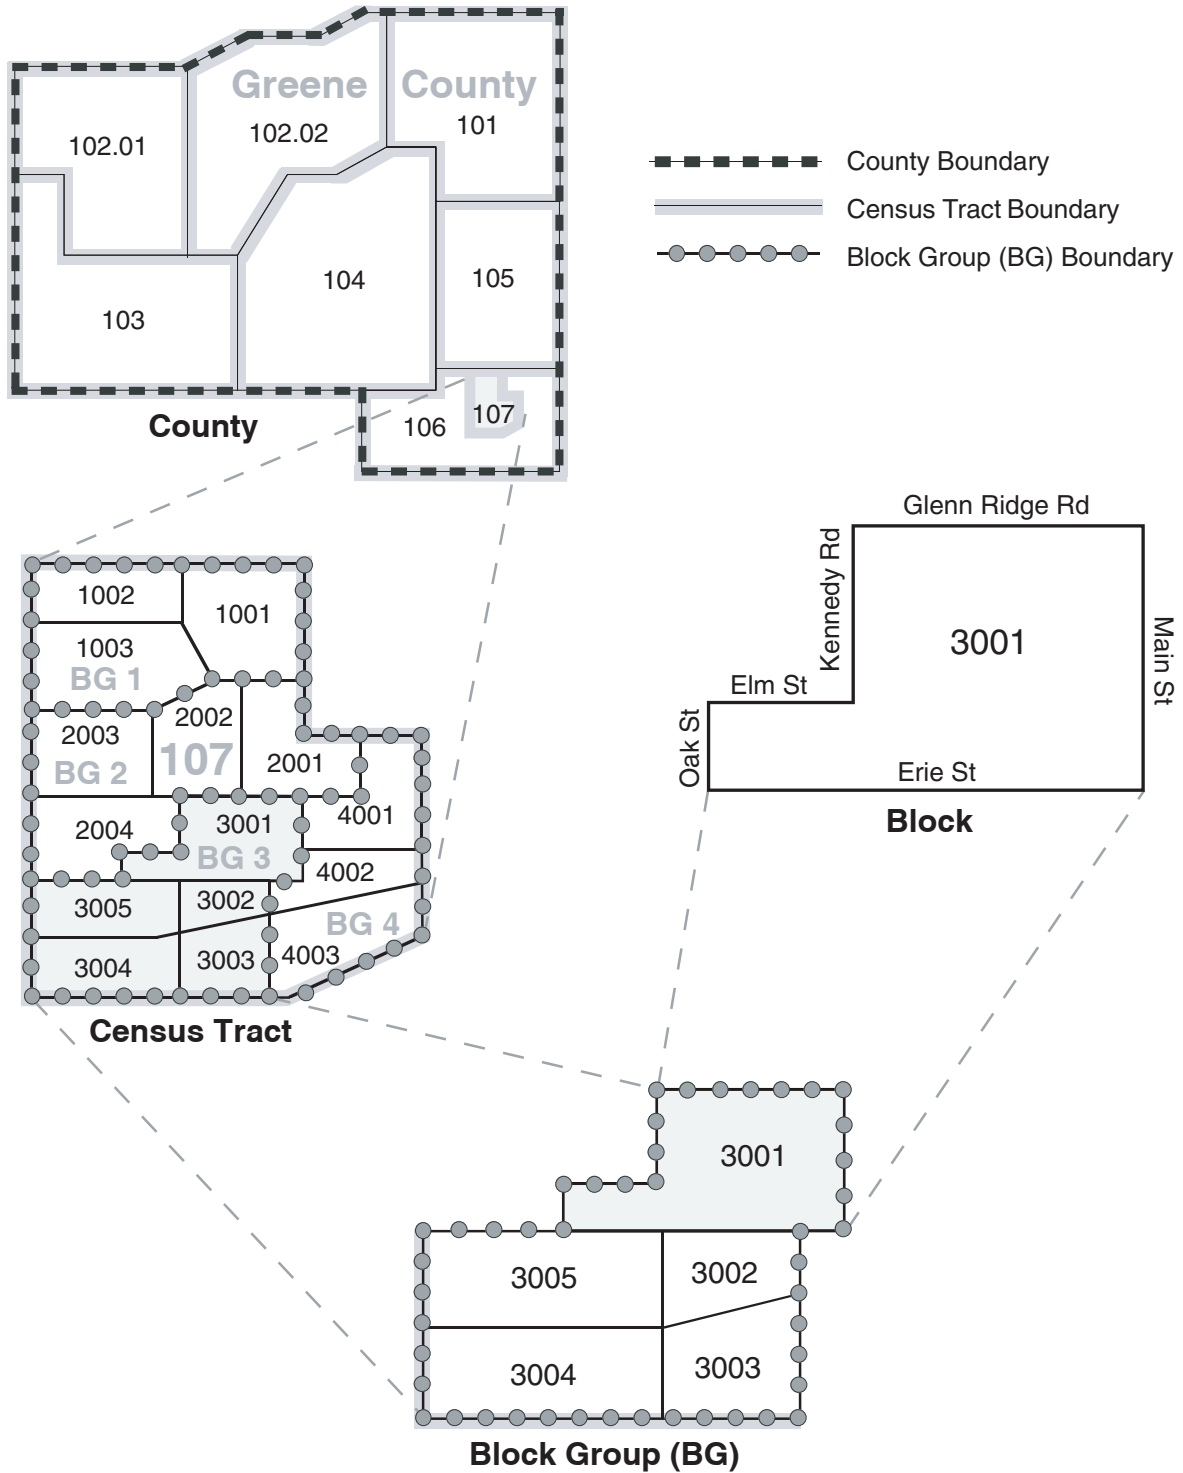 Greene County
102.01
102.02
101
103
104
105
106
107
County
County Boundary
Census Tract Boundary
Block Group (BG) Boundary
1002
1001
1003
BG 1
2003
2002
BG 2
107
2001
2004
3001
4001
BG 3
4002
3005
3002
BG 4
3004
3003
4003
Census Tract
Glenn Ridge Rd
Kennedy Rd
3001
Main St
Elm St
Oak St
Erie St
Block
3001
3005
3002
3004
3003
Block Group (BG)